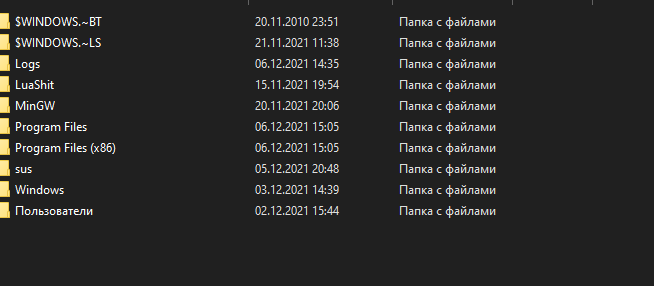 $WINDOWS.~BT 20.11.2010 23:51 Папка с файлами
$WINDOWS.~LS 21.11.2021 11:38 Папка с файлами
Logs 06.12.2021 14:35 Папка с файлами
LuaShit 15.11.2021 19:54 Папка с файлами
MinGW 20.11.2021 20:06 Папка с файлами
Program Files 06.12.2021 15:05 Папка с файлами
Program Files (x86) 06.12.2021 15:05 Папка с файлами
sus 05.12.2021 20:48 Папка с файлами
Windows 03.12.2021 14:39 Папка с файлами
Пользователи 02.12.2021 15:44 Папка с файлами